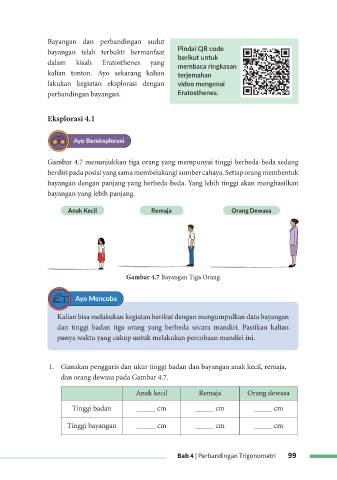 Bayangan dan perbandingan sudut
bayangan telah terbukti bermanfaat
dalam kisah Eratosthenes yang
kalian tonton. Ayo sekarang kalian
lakukan kegiatan eksplorasi dengan
perbandingan bayangan.
Pindai QR code
berikut untuk
membaca ringkasan
terjemahan
video mengenai
Eratosthenes.
Eksplorasi 4.1
Ayo Bereksplorasi
Gambar 4.7 menunjukkan tiga orang yang mempunyai tinggi berbeda-beda sedang
berdiri pada posisi yang sama membelakangi sumber cahaya. Setiap orang membentuk
bayangan dengan panjang yang berbeda-beda. Yang lebih tinggi akan menghasilkan
bayangan yang lebih panjang.
Anak Kecil Remaja Orang Dewasa
Gambar 4.7 Bayangan Tiga Orang
Ayo Mencoba
Kalian bisa melakukan kegiatan berikut dengan mengumpulkan data bayangan
dan tinggi badan tiga orang yang berbeda secara mandiri. Pastikan kalian
punya waktu yang cukup untuk melakukan percobaan mandiri ini.
1. Gunakan penggaris dan ukur tinggi badan dan bayangan anak kecil, remaja,
dan orang dewasa pada Gambar 4.7.
Anak kecil Remaja Orang dewasa
Tinggi badan ______ cm ______ cm ______ cm
Tinggi bayangan ______ cm ______ cm ______ cm
Bab 4 | Perbandingan Trigonometri 99